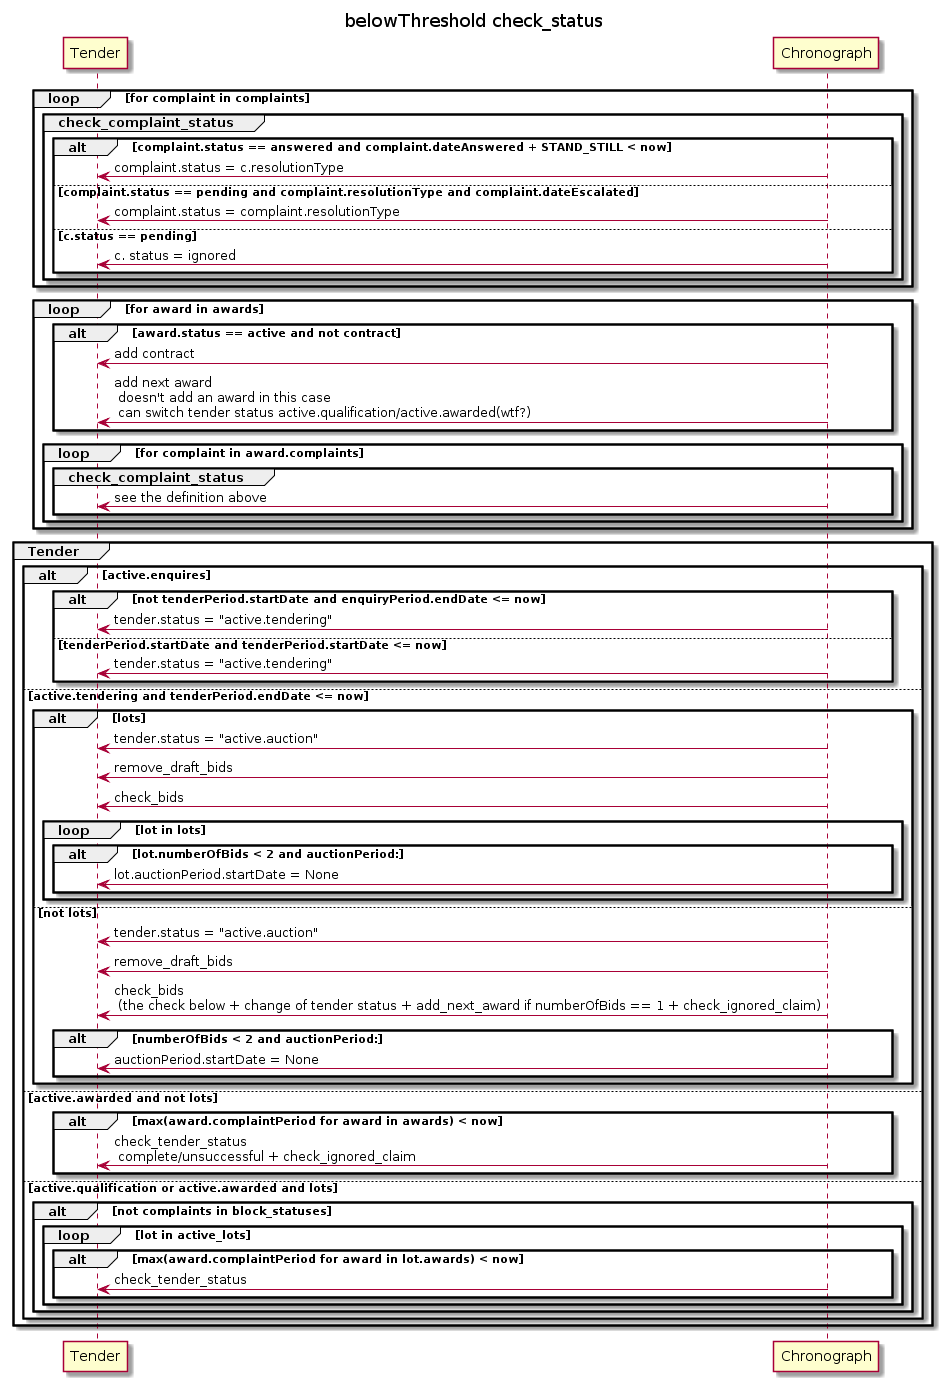 belowThreshold check_status
Tender
Chronograph
loop [for complaint in complaints]
check_complaint_status
alt [complaint.status == answered and complaint.dateAnswered + STAND_STILL < now]
complaint.status = c.resolutionType
[complaint.status == pending and complaint.resolutionType and complaint.dateEscalated]
complaint.status = complaint.resolutionType
[c.status == pending]
c. status = ignored
loop [for award in awards]
alt [award.status == active and not contract]
add contract
add next award
doesn't add an award in this case
can switch tender status active.qualification/active.awarded(wtf?)
loop [for complaint in award.complaints]
check_complaint_status
see the definition above
Tender
alt [active.enquires]
alt [not tenderPeriod.startDate and enquiryPeriod.endDate <= now]
tender.status = "active.tendering"
[tenderPeriod.startDate and tenderPeriod.startDate <= now]
tender.status = "active.tendering"
[active.tendering and tenderPeriod.endDate <= now]
alt [lots]
tender.status = "active.auction"
remove_draft_bids
check_bids
loop [lot in lots]
alt [lot.numberOfBids < 2 and auctionPeriod:]
lot.auctionPeriod.startDate = None
[not lots]
tender.status = "active.auction"
remove_draft_bids
check_bids
(the check below + change of tender status + add_next_award if numberOfBids == 1 + check_ignored_claim)
alt [numberOfBids < 2 and auctionPeriod:]
auctionPeriod.startDate = None
[active.awarded and not lots]
alt [max(award.complaintPeriod for award in awards) < now]
check_tender_status
complete/unsuccessful + check_ignored_claim
[active.qualification or active.awarded and lots]
alt [not complaints in block_statuses]
loop [lot in active_lots]
alt [max(award.complaintPeriod for award in lot.awards) < now]
check_tender_status
Tender
Chronograph